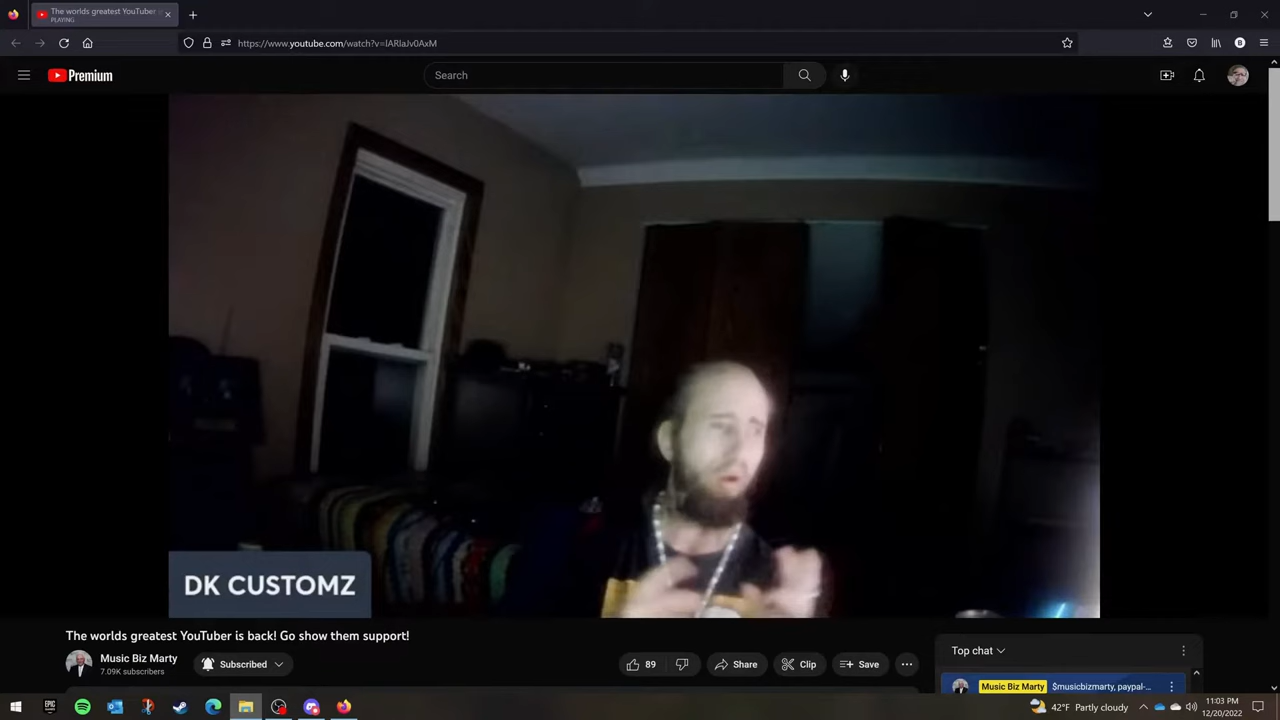 The worlds greatest YouTuber
PLAYING
https://www.youtube.com/watch?v=lARlaJv0AxM
B
Premium
Search
DK CUSTOMZ
The worlds greatest YouTuber is back! Go show them support!
Music Biz Marty
7.09K subscribers
Subscribed
89
Share
Clip
Save
Top chat
Music Biz Marty $musicbizmarty, paypal-...
EPIC
42°F Partly cloudy
11:03 PM
12/20/2022